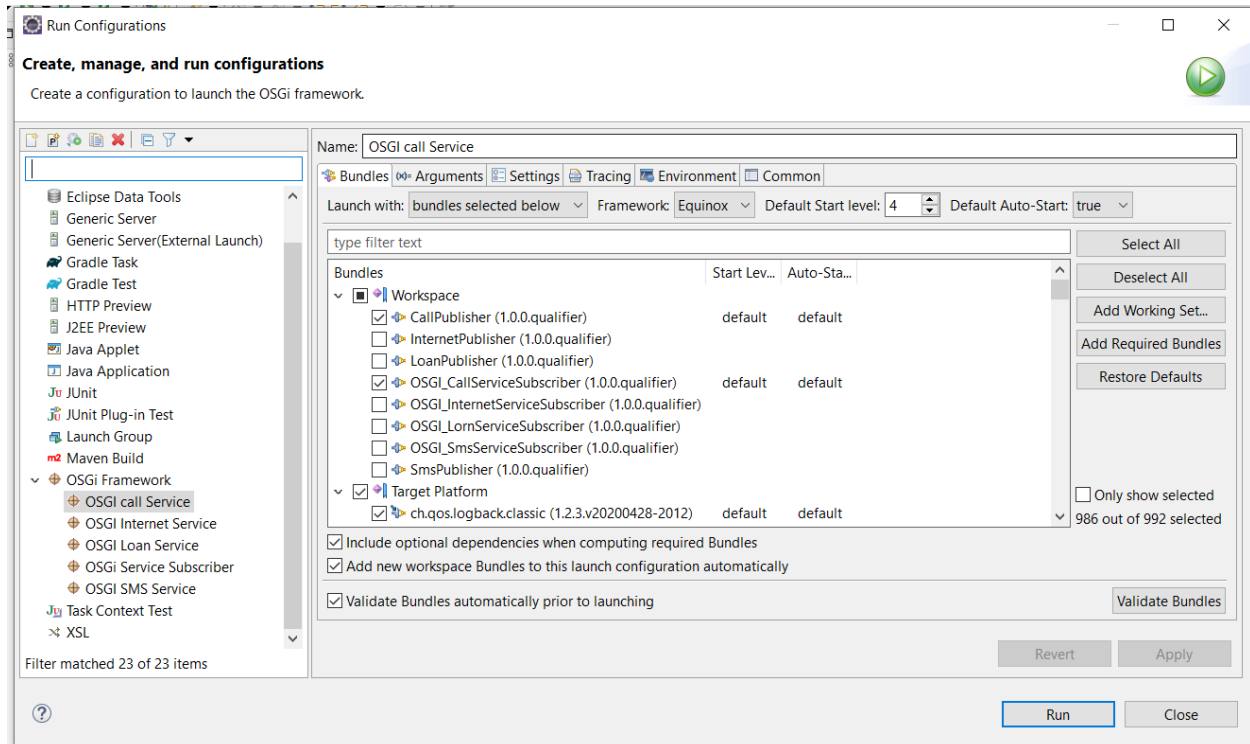 Run Configurations
Create, manage, and run configurations
Create a configuration to launch the OSGi framework.
Name: OSGI call Service
Bundles Arguments Settings Tracing Environment Common
Launch with: bundles selected below Framework: Equinox Default Start level: 4 Default Auto-Start: true
type filter text
Select All
Deselect All
Add Working Set...
Add Required Bundles
Restore Defaults
Only show selected
986 out of 992 selected
Bundles Start Lev... Auto-Sta...
Workspace
CallPublisher (1.0.0.qualifier) default default
InternetPublisher (1.0.0.qualifier)
LoanPublisher (1.0.0.qualifier)
OSGI_CallServiceSubscriber (1.0.0.qualifier) default default
OSGI_InternetServiceSubscriber (1.0.0.qualifier)
OSGI_LornServiceSubscriber (1.0.0.qualifier)
OSGI_SmsServiceSubscriber (1.0.0.qualifier)
SmsPublisher (1.0.0.qualifier)
Target Platform
ch.qos.logback.classic (1.2.3.v20200428-2012) default default
Include optional dependencies when computing required Bundles
Add new workspace Bundles to this launch configuration automatically
Validate Bundles automatically prior to launching
Validate Bundles
Revert Apply
Eclipse Data Tools
Generic Server
Generic Server(External Launch)
Gradle Task
Gradle Test
HTTP Preview
J2EE Preview
Java Applet
Java Application
Ju JUnit
JUnit Plug-in Test
Launch Group
m2 Maven Build
OSGi Framework
OSGI call Service
OSGI Internet Service
OSGI Loan Service
OSGi Service Subscriber
OSGI SMS Service
Task Context Test
XSL
Filter matched 23 of 23 items
Run Close